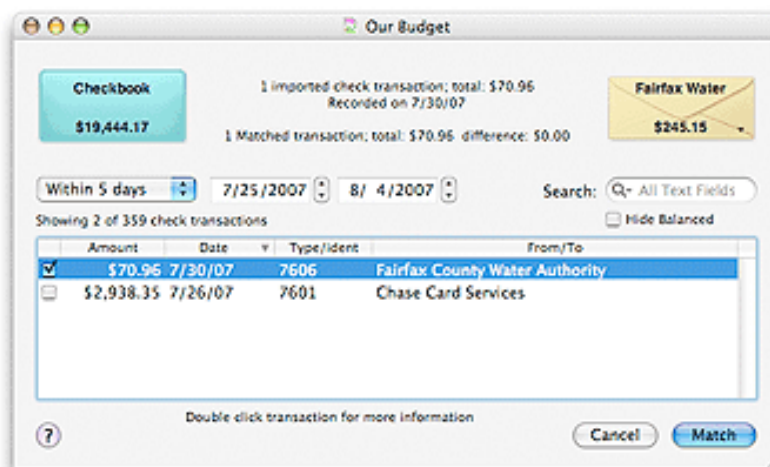 Our Budget
Checkbook
$19,444.17
1 imported check transaction; total: $70.96
Recorded on 7/30/07
1 Matched transaction; total: $70.96 difference: $0.00
Fairfax Water
$245.15
Within 5 days 7/25/2007 8/ 4/2007 Search: All Text Fields
Showing 2 of 359 check transactions Hide Balanced
Amount Date Type/Ident From/To
$70.96 7/30/07 7606 Fairfax County Water Authority
$2,938.35 7/26/07 7601 Chase Card Services
Double click transaction for more information
? Cancel Match